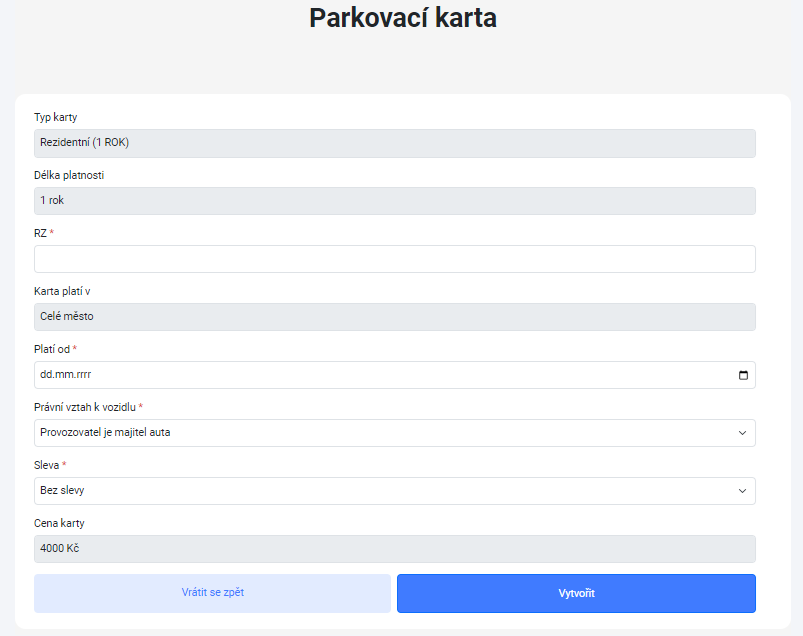 Parkovací karta
Typ karty
Rezidentní (1 ROK)
Délka platnosti
1 rok
RZ *
Karta platí v
Celé město
Platí od *
dd.mm.rrrr
Právní vztah k vozidlu *
Provozovatel je majitel auta
Sleva *
Bez slevy
Cena karty
4000 Kč
Vrátit se zpět
Vytvořit